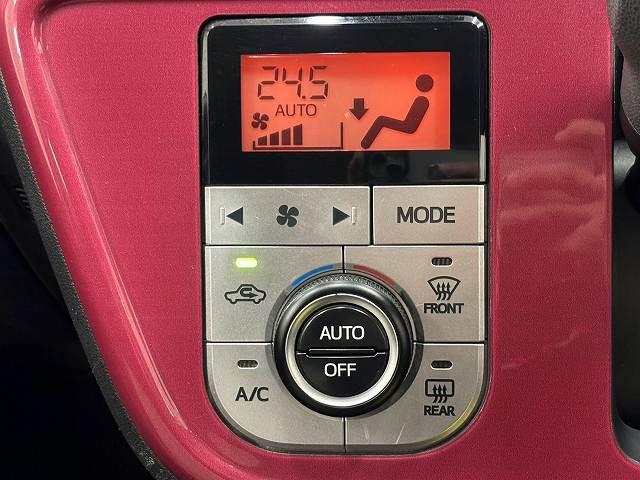 24.5
AUTO
MODE
FRONT
AUTO
OFF
A/C
REAR